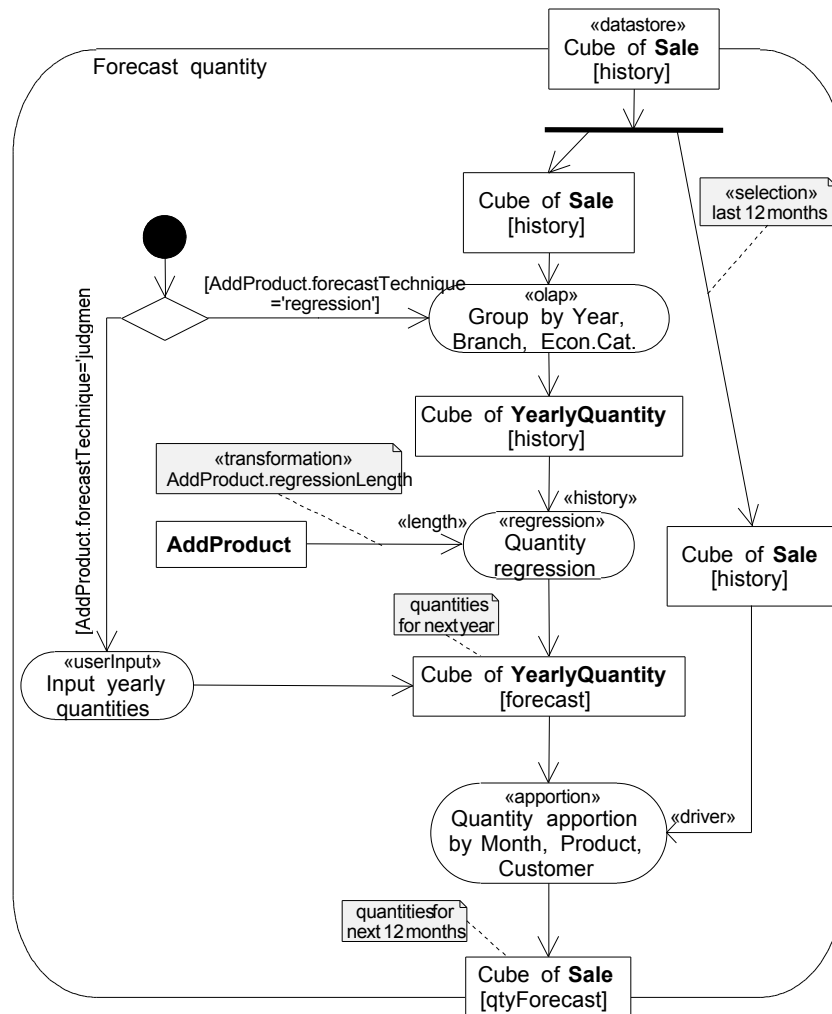 «datastore»
Cube of Sale
[history]
Forecast quantity
Cube of Sale
[history]
«selection»
last 12 months
[AddProduct.forecastTechnique
='regression']
«olap»
Group by Year,
Branch, Econ.Cat.
[AddProduct.forecastTechnique='judgmen
Cube of YearlyQuantity
[history]
«transformation»
AddProduct.regressionLength
«history»
«length»
AddProduct
«regression»
Quantity
regression
Cube of Sale
[history]
quantities
for next year
«userInput»
Input yearly
quantities
Cube of YearlyQuantity
[forecast]
«apportion»
Quantity apportion
by Month, Product,
Customer
«driver»
quantities for
next 12 months
Cube of Sale
[qtyForecast]